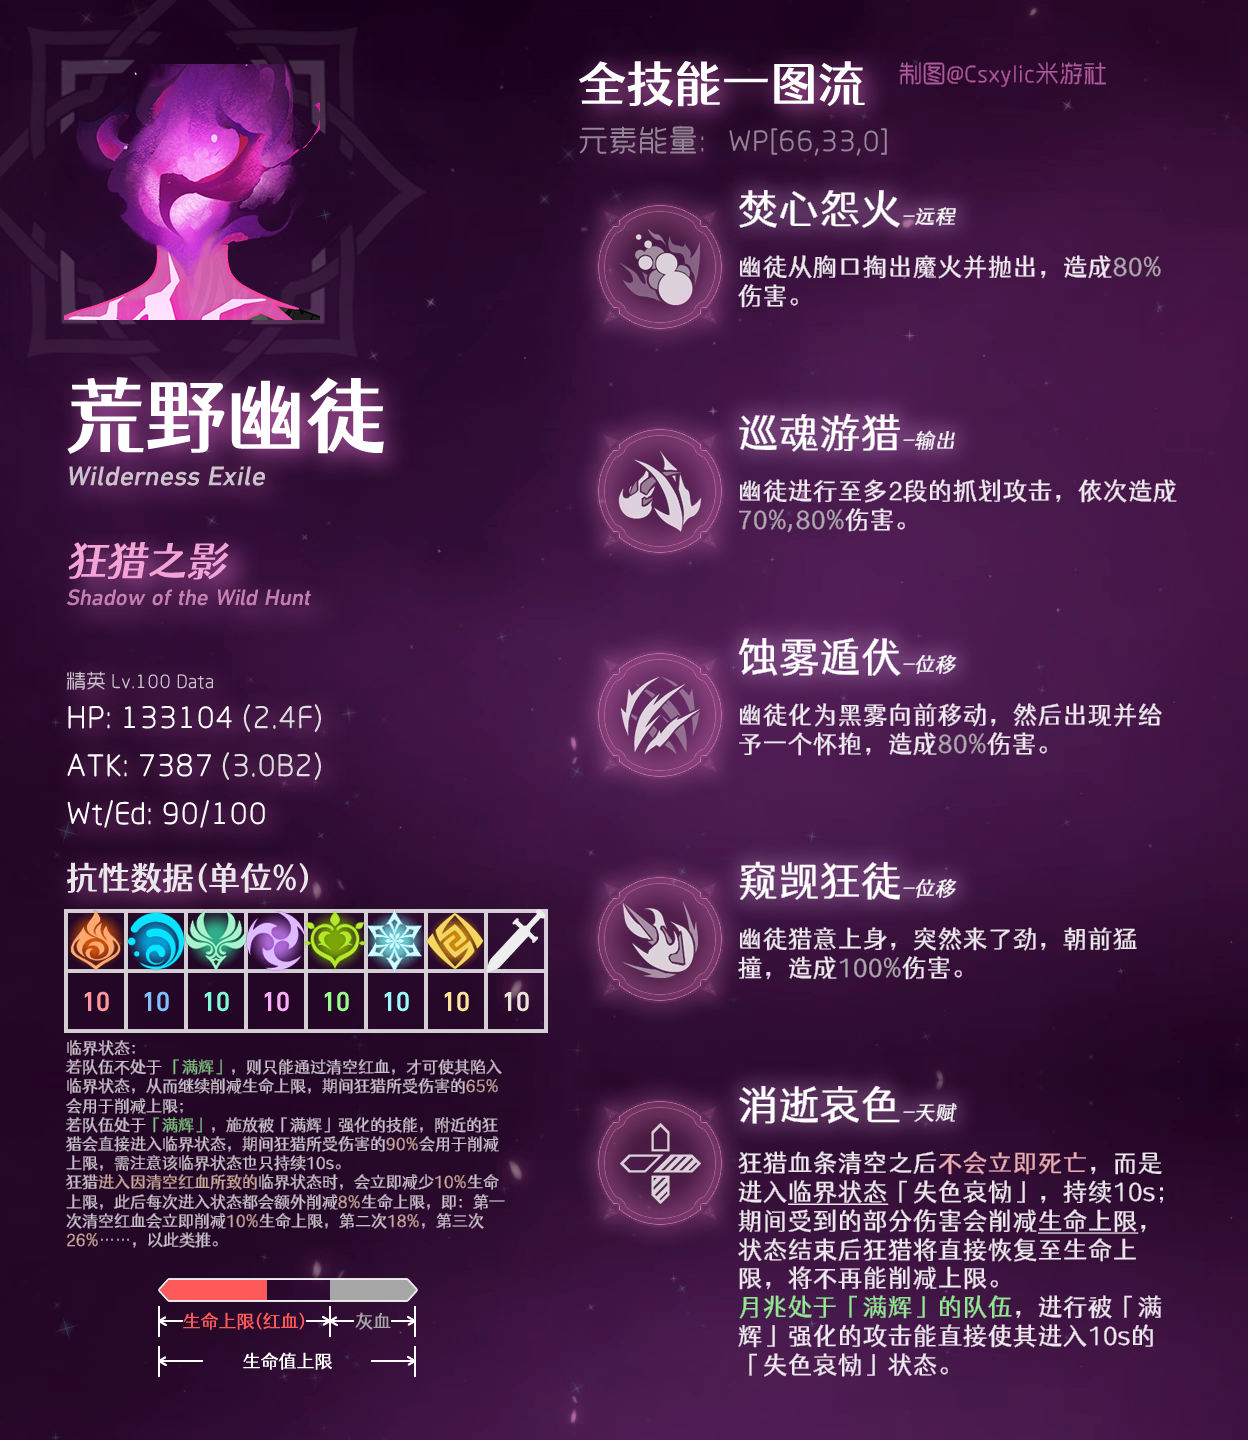 全技能一图流
制图@Csxylic米游社
元素能量： WP[66,33,0]
荒野幽徒
Wilderness Exile
狂猎之影
Shadow of the Wild Hunt
精英 Lv.100 Data
HP: 133104 (2.4F)
ATK: 7387 (3.0B2)
Wt/Ed: 90/100
抗性数据(单位%)
10 10 10 10 10 10 10 10
临界状态:
若队伍不处于「满辉」，则只能通过清空红血，才可使其陷入
临界状态，从而继续削减生命上限，期间狂猎所受伤害的65%
会用于削减上限；
若队伍处于「满辉」，施放被「满辉」强化的技能，附近的狂
猎会直接进入临界状态，期间狂猎所受伤害的90%会用于削减
上限，需注意该临界状态也只持续10s。
狂猎进入因清空红血所致的临界状态时，会立即减少10%生命
上限，此后每次进入状态都会额外削减8%生命上限，即：第一
次清空红血会立即削减10%生命上限，第二次18%，第三次
26%……，以此类推。
生命上限(红血)
灰血
生命值上限
焚心怨火-远程
幽徒从胸口掏出魔火并抛出，造成80%
伤害。
巡魂游猎-输出
幽徒进行至多2段的抓划攻击，依次造成
70%,80%伤害。
蚀雾遁伏-位移
幽徒化为黑雾向前移动，然后出现并给
予一个怀抱，造成80%伤害。
窥觊狂徒-位移
幽徒猎意上身，突然来了劲，朝前猛
撞，造成100%伤害。
消逝哀色-天赋
狂猎血条清空之后不会立即死亡，而是
进入临界状态「失色哀恸」，持续10s；
期间受到的部分伤害会削减生命上限，
状态结束后狂猎将直接恢复至生命上
限，将不再能削减上限。
月兆处于「满辉」的队伍，进行被「满
辉」强化的攻击能直接使其进入10s的
「失色哀恸」状态。